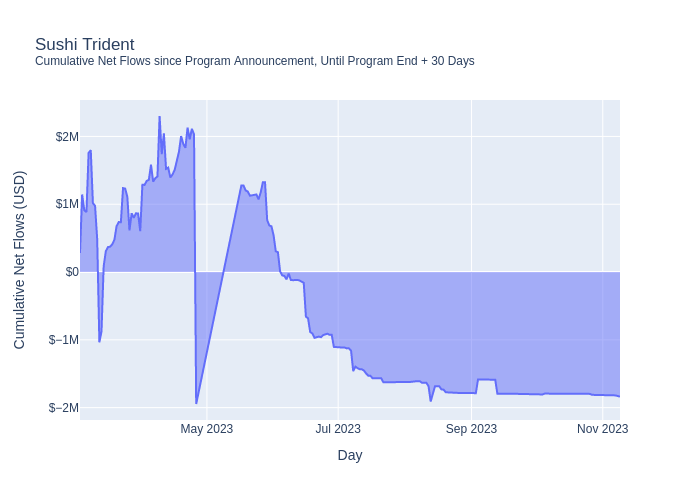 Sushi Trident
Cumulative Net Flows since Program Announcement, Until Program End + 30 Days
Cumulative Net Flows (USD)
$2M
$1M
$0
$−1M
$−2M
May 2023 Jul 2023 Sep 2023 Nov 2023
Day